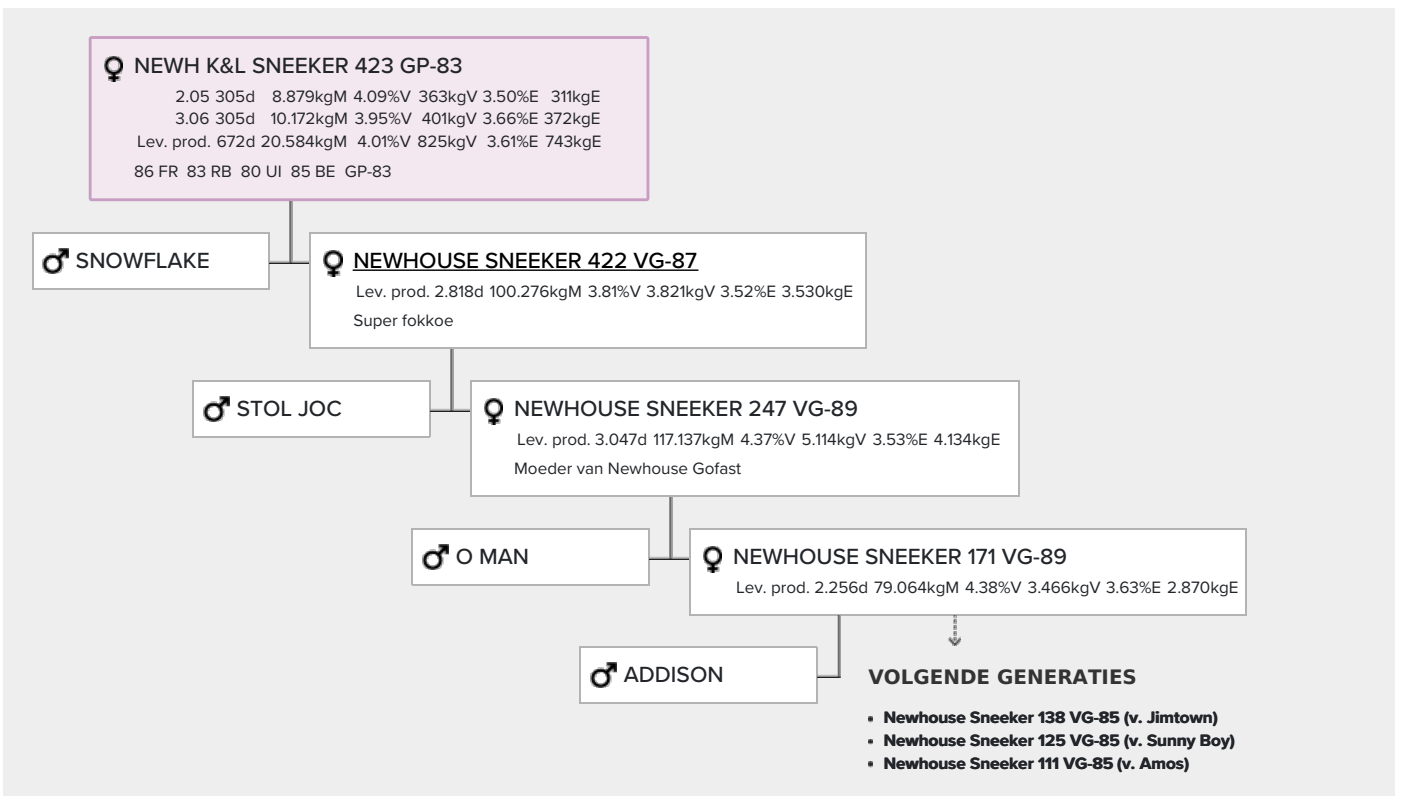 NEWH K&L SNEEKER 423 GP-83
2.05 305d 8.879kgM 4.09%V 363kgV 3.50%E 311kgE
3.06 305d 10.172kgM 3.95%V 401kgV 3.66%E 372kgE
Lev. prod. 672d 20.584kgM 4.01%V 825kgV 3.61%E 743kgE
86 FR 83 RB 80 UI 85 BE GP-83
SNOWFLAKE
NEWHOUSE SNEEKER 422 VG-87
Lev. prod. 2.818d 100.276kgM 3.81%V 3.821kgV 3.52%E 3.530kgE
Super fokkoe
STOL JOC
NEWHOUSE SNEEKER 247 VG-89
Lev. prod. 3.047d 117.137kgM 4.37%V 5.114kgV 3.53%E 4.134kgE
Moeder van Newhouse Gofast
O MAN
NEWHOUSE SNEEKER 171 VG-89
Lev. prod. 2.256d 79.064kgM 4.38%V 3.466kgV 3.63%E 2.870kgE
ADDISON
VOLGENDE GENERATIES
• Newhouse Sneeker 138 VG-85 (v. Jimtown)
• Newhouse Sneeker 125 VG-85 (v. Sunny Boy)
• Newhouse Sneeker 111 VG-85 (v. Amos)